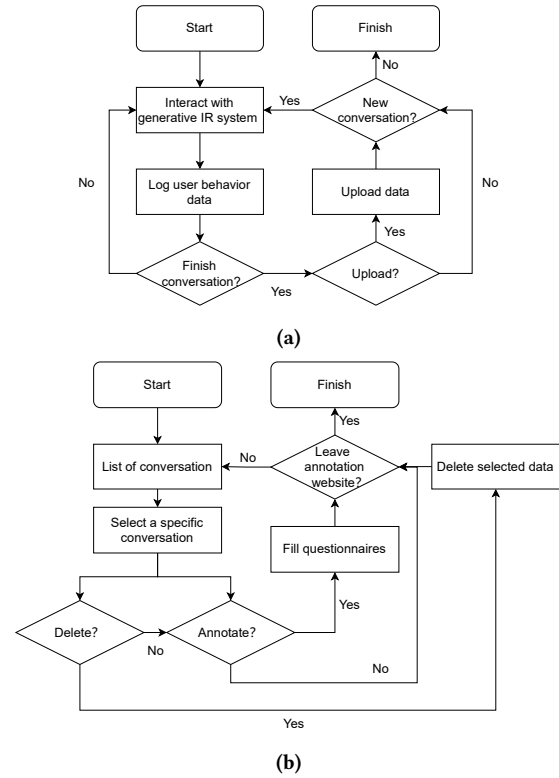 Start
Finish
No
Interact with
generative IR system
Yes
New
conversation?
No
No
Log user behavior
data
Upload data
Yes
Finish
conversation?
Yes
Upload?
(a)
Start
Finish
Yes
List of conversation
No
Leave
annotation
website?
Delete selected data
Select a specific
conversation
Fill questionnaires
Yes
Delete?
No
Annotate?
No
Yes
(b)